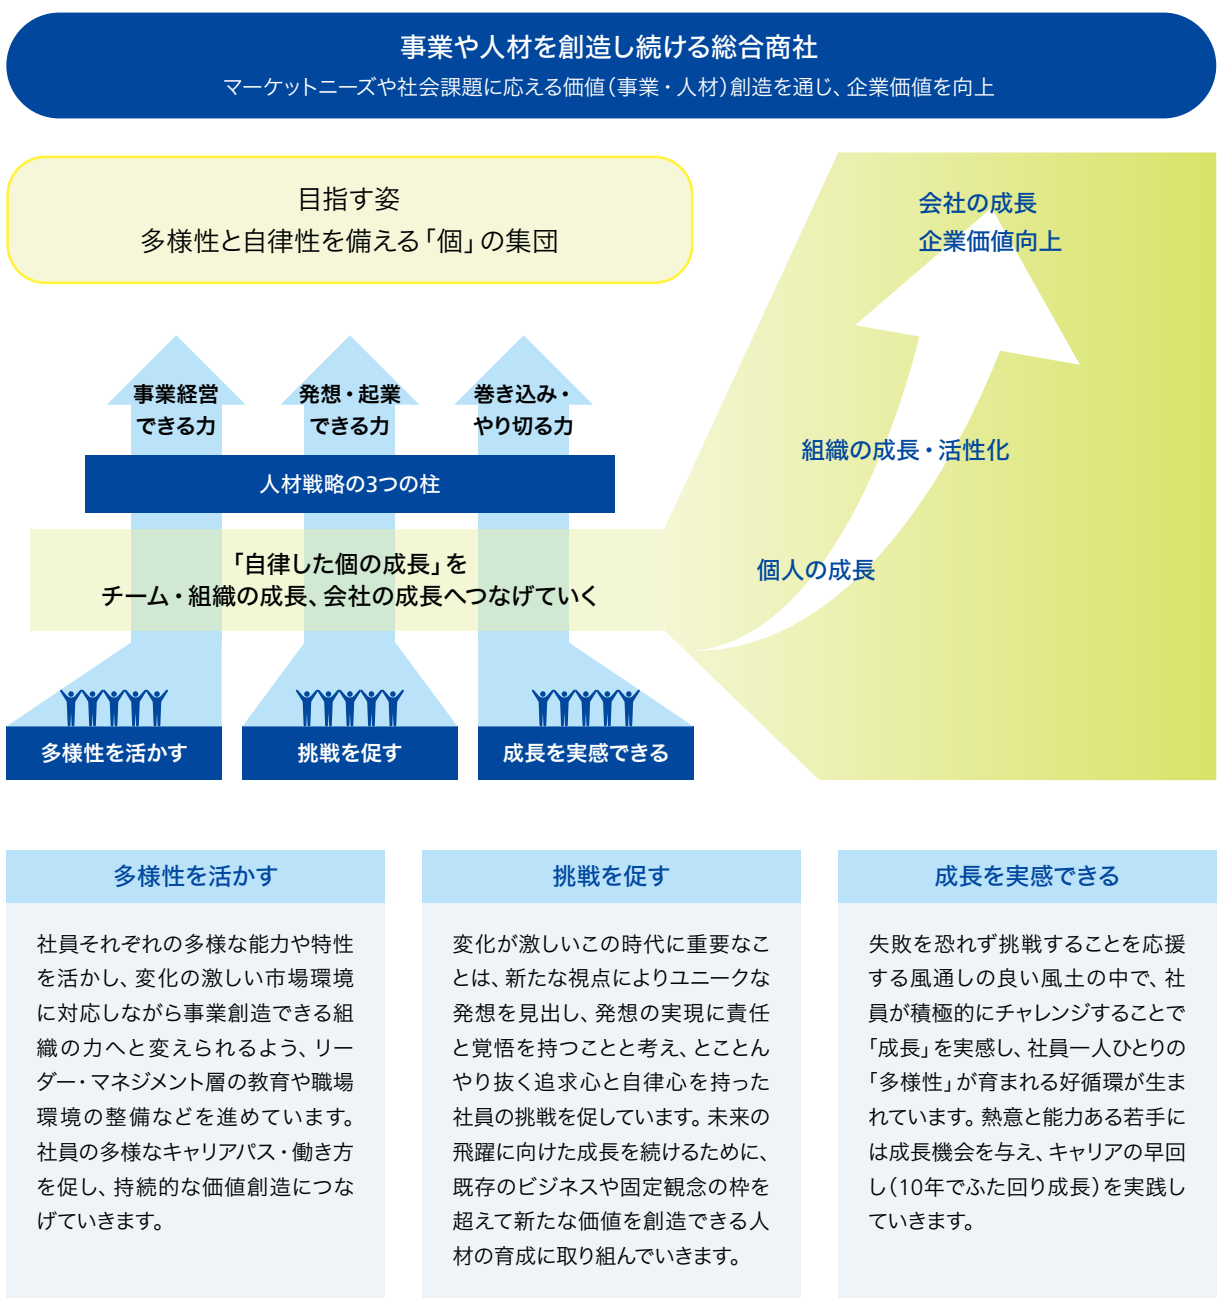 事業や人材を創造し続ける総合商社
マーケットニーズや社会課題に応える価値（事業・人材）創造を通じ、企業価値を向上
目指す姿
多様性と自律性を備える「個」の集団
会社の成長
企業価値向上
事業経営
できる力
発想・起業
できる力
巻き込み・
やり切る力
組織の成長・活性化
人材戦略の3つの柱
「自律した個の成長」を
チーム・組織の成長、会社の成長へつなげていく
個人の成長
多様性を活かす
挑戦を促す
成長を実感できる
多様性を活かす
社員それぞれの多様な能力や特性
を活かし、変化の激しい市場環境
に対応しながら事業創造できる組
織の力へと変えられるよう、リー
ダー・マネジメント層の教育や職場
環境の整備などを進めています。
社員の多様なキャリアパス・働き方
を促し、持続的な価値創造につな
げていきます。
挑戦を促す
変化が激しいこの時代に重要なこ
とは、新たな視点によりユニークな
発想を見出し、発想の実現に責任
と覚悟を持つことと考え、とことん
やり抜く追求心と自律心を持った
社員の挑戦を促しています。未来の
飛躍に向けた成長を続けるために、
既存のビジネスや固定観念の枠を
超えて新たな価値を創造できる人
材の育成に取り組んでいきます。
成長を実感できる
失敗を恐れず挑戦することを応援
する風通しの良い風土の中で、社
員が積極的にチャレンジすることで
「成長」を実感し、社員一人ひとりの
「多様性」が育まれる好循環が生ま
れています。熱意と能力ある若手に
は成長機会を与え、キャリアの早回
し（10年でふた回り成長）を実践し
ていきます。